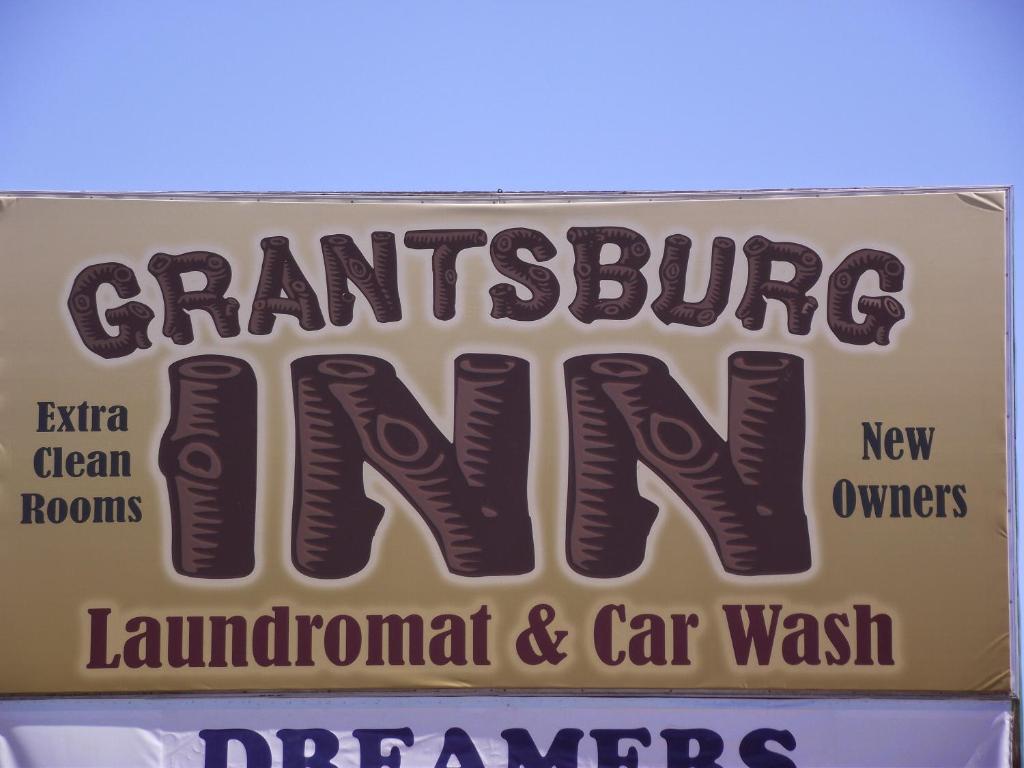 GRANTSBURG
INN
Extra
Clean
Rooms
New
Owners
Laundromat & Car Wash
DREAMERS